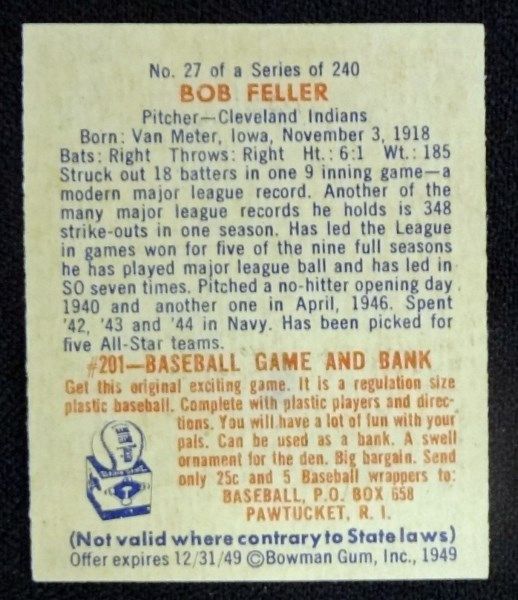 No. 27 of a Series of 240
BOB FELLER
Pitcher—Cleveland Indians
Born: Van Meter, Iowa, November 3, 1918
Bats: Right Throws: Right Ht.: 6:1 Wt.: 185
Struck out 18 batters in one 9 inning game—a
modern major league record. Another of the
many major league records he holds is 348
strike-outs in one season. Has led the League
in games won for five of the nine full seasons
he has played major league ball and has led in
SO seven times. Pitched a no-hitter opening day
1940 and another one in April, 1946. Spent
'42, '43 and '44 in Navy. Has been picked for
five All-Star teams.
#201—BASEBALL GAME AND BANK
Get this original exciting game. It is a regulation size
plastic baseball. Complete with plastic players and direc-
tions. You will have a lot of fun with your
pals. Can be used as a bank. A swell
ornament for the den. Big bargain. Send
only 25c and 5 Baseball wrappers to:
BASEBALL, P.O. BOX 658
PAWTUCKET, R. I.
(Not valid where contrary to State laws)
Offer expires 12/31/49 ©Bowman Gum, Inc., 1949